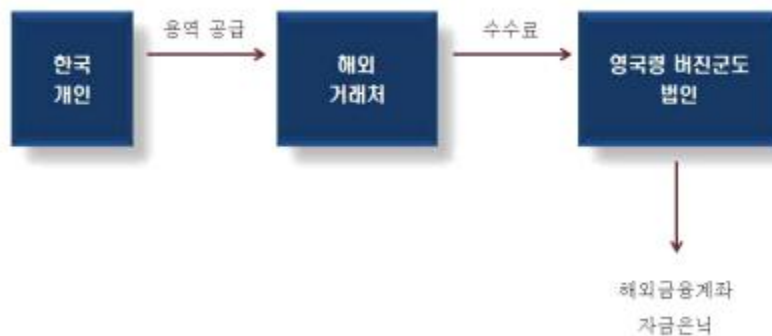 용역 공급
수수료
한국
개인
해외
거래처
영국령 버진군도
법인
해외금융계좌
자금은닉